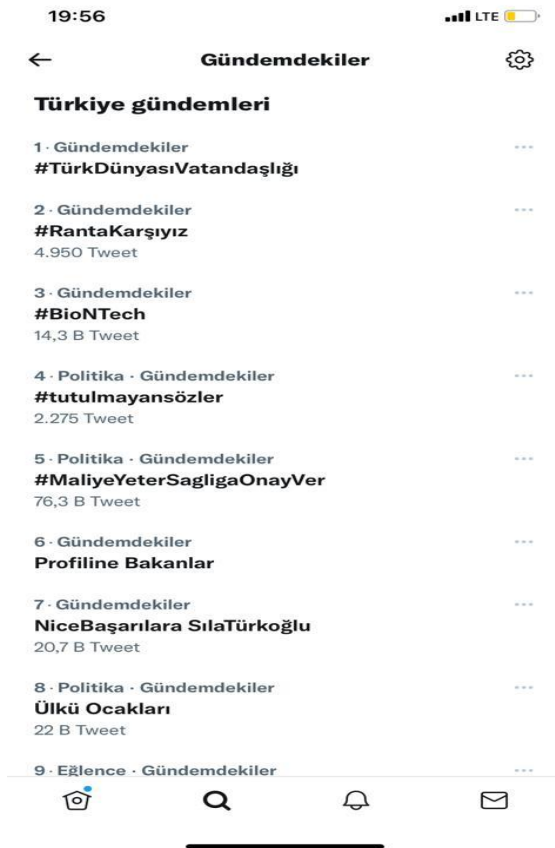 19:56
LTE
Gündemdekiler
Türkiye gündemleri
1 · Gündemdekiler
#TürkDünyasıVatandaşlığı
2 · Gündemdekiler
#RantaKarşıyız
4.950 Tweet
3 · Gündemdekiler
#BioNTech
14,3 B Tweet
4 · Politika · Gündemdekiler
#tutulmayansözler
2.275 Tweet
5 · Politika · Gündemdekiler
#MaliyeYeterSagligaOnayVer
76,3 B Tweet
6 · Gündemdekiler
Profiline Bakanlar
7 · Gündemdekiler
NiceBaşarılara SılaTürkoğlu
20,7 B Tweet
8 · Politika · Gündemdekiler
Ülkü Ocakları
22 B Tweet
9 · Eğlence · Gündemdekiler